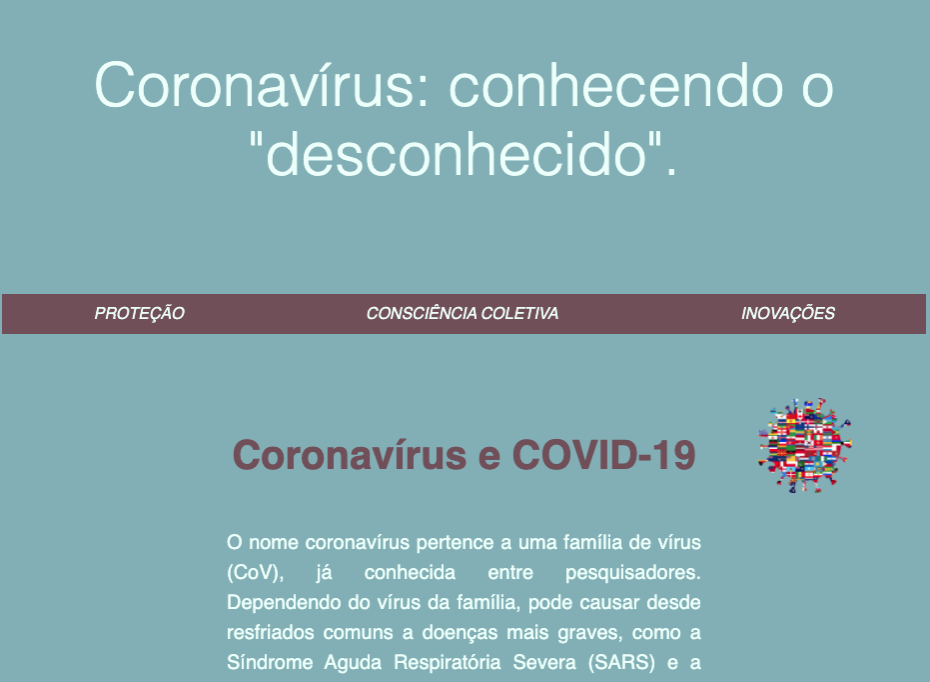 Coronavírus: conhecendo o
"desconhecido".
PROTEÇÃO
CONSCIÊNCIA COLETIVA
INOVAÇÕES
Coronavírus e COVID-19
O nome coronavírus pertence a uma família de vírus
(CoV), já conhecida entre pesquisadores.
Dependendo do vírus da família, pode causar desde
resfriados comuns a doenças mais graves, como a
Síndrome Aguda Respiratória Severa (SARS) e a